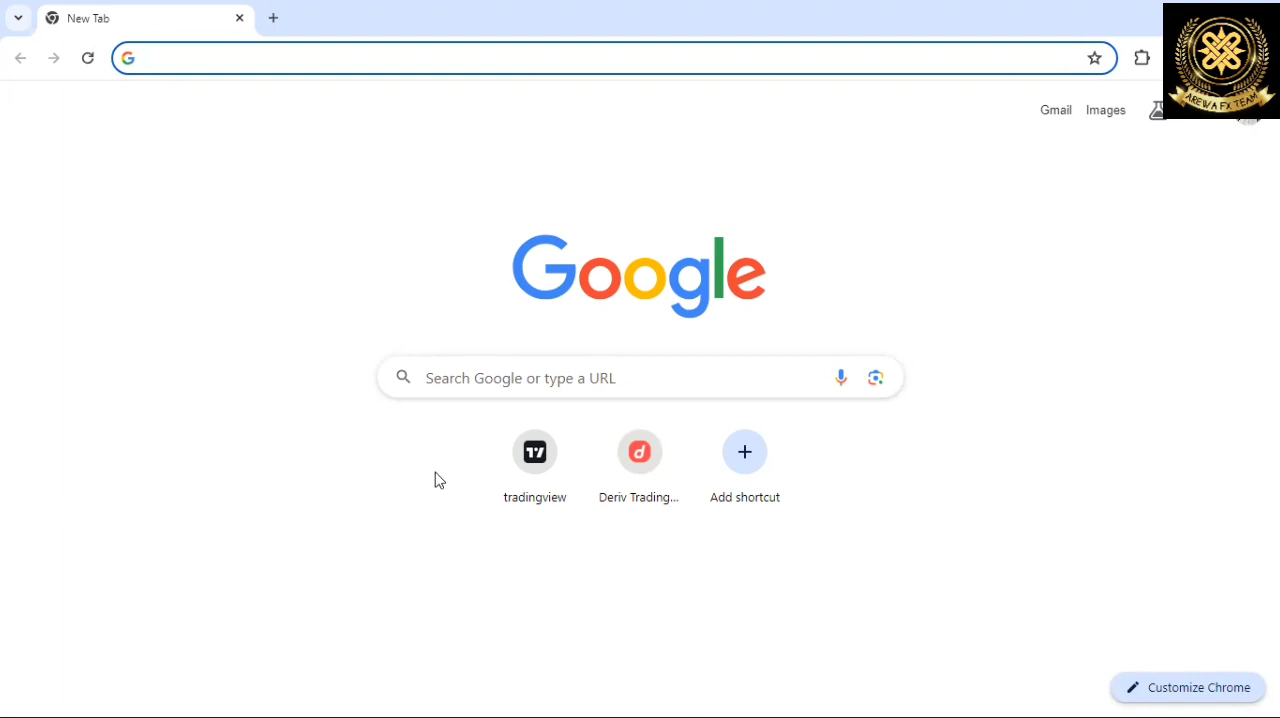 New Tab
Gmail Images
AREWA FX TEAM
Google
Search Google or type a URL
tradingview Deriv Trading... Add shortcut
Customize Chrome